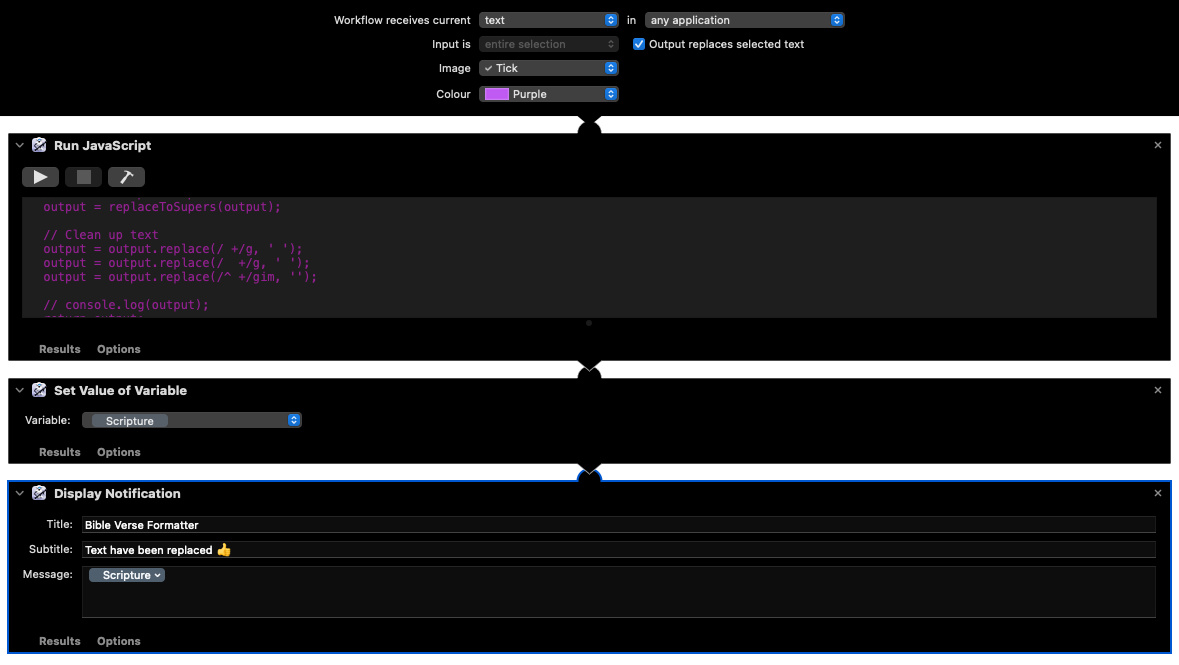 Workflow receives current text in any application
Input is entire selection Output replaces selected text
Image Tick
Colour Purple
Run JavaScript
output = replaceToSupers(output);
// Clean up text
output = output.replace(/ +/g, ' ');
output = output.replace(/  +/g, ' ');
output = output.replace(/^ +/gim, '');
// console.log(output);
Results Options
Set Value of Variable
Variable: Scripture
Results Options
Display Notification
Title: Bible Verse Formatter
Subtitle: Text have been replaced 👍
Message: Scripture
Results Options